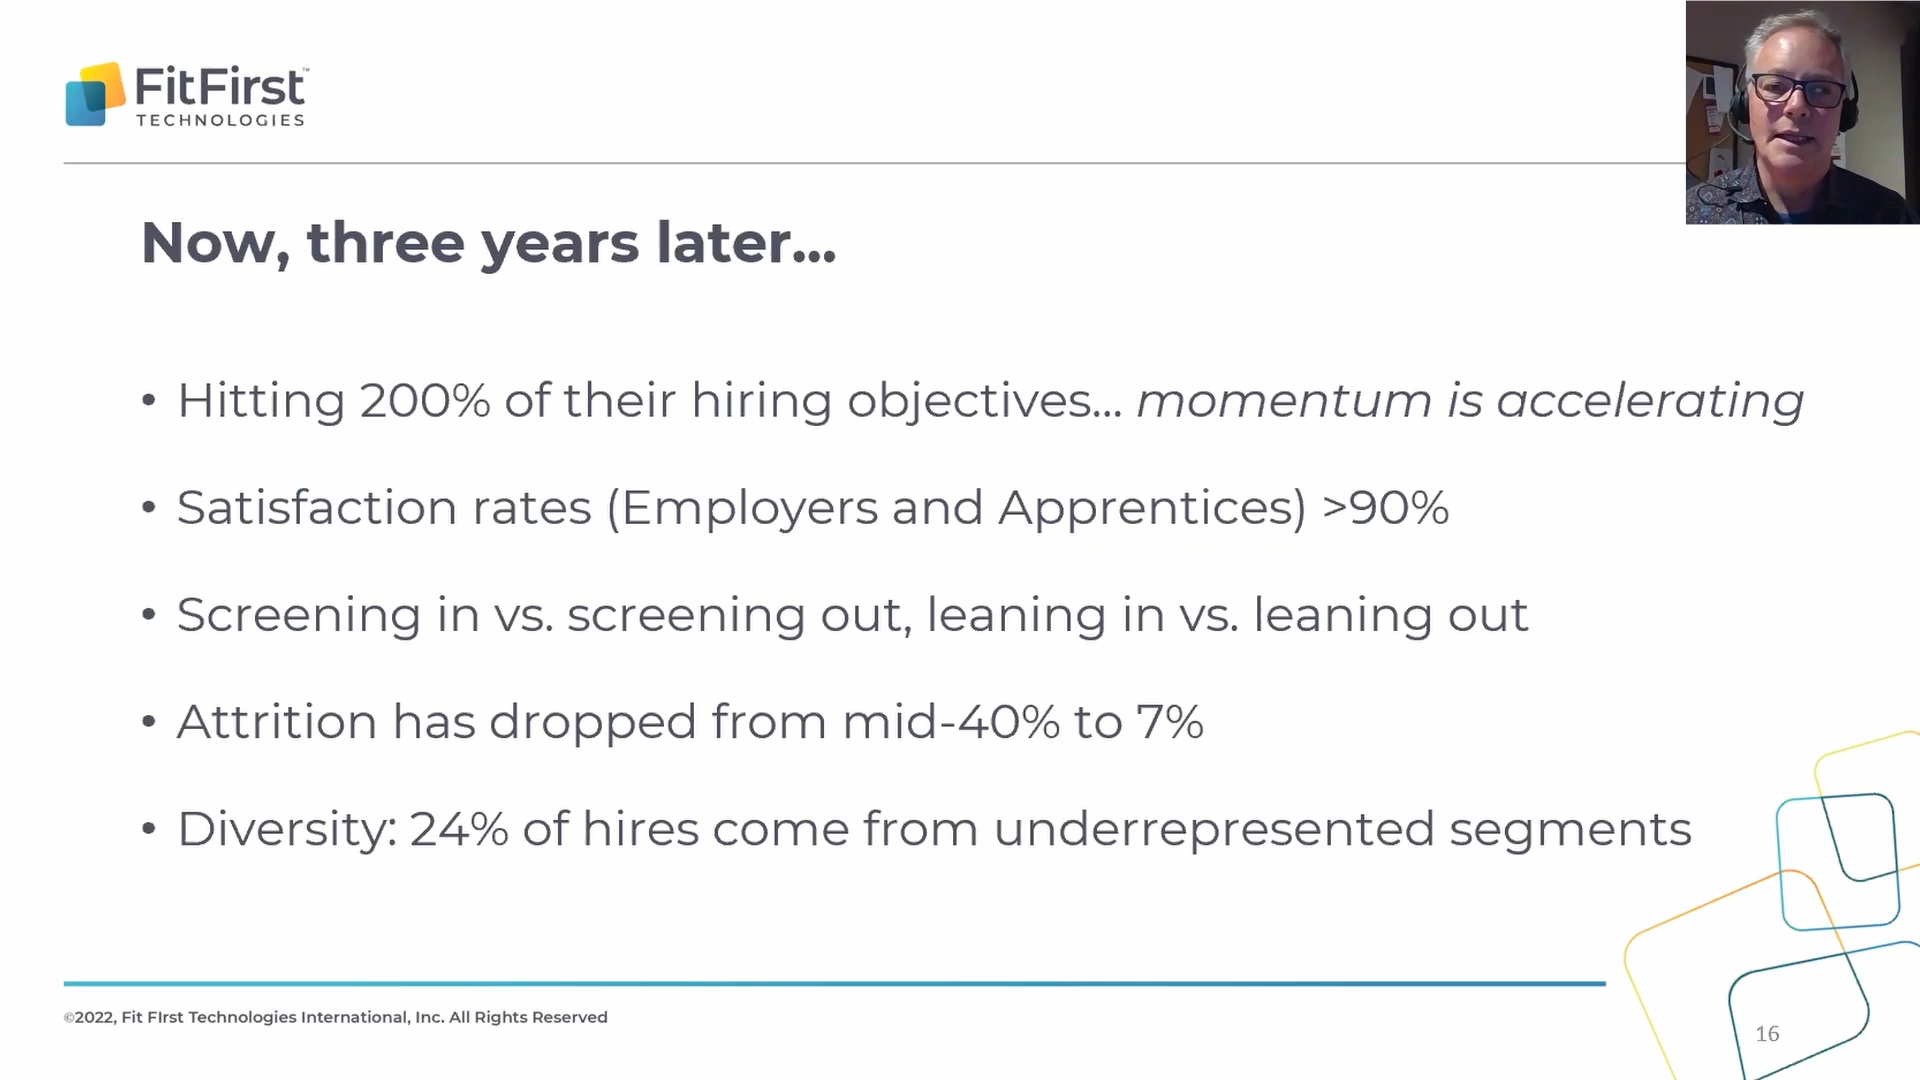 FitFirst™
TECHNOLOGIES
Now, three years later...
• Hitting 200% of their hiring objectives... momentum is accelerating
• Satisfaction rates (Employers and Apprentices) >90%
• Screening in vs. screening out, leaning in vs. leaning out
• Attrition has dropped from mid-40% to 7%
• Diversity: 24% of hires come from underrepresented segments
©2022, Fit FIrst Technologies International, Inc. All Rights Reserved
16